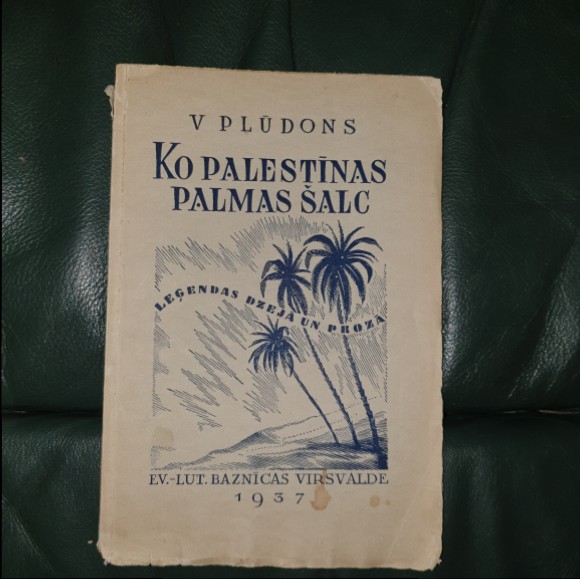 V PLŪDONS
KO PALESTĪNAS
PALMAS ŠALC
LEĢENDAS DZEJĀ UN PROZĀ
EV.-LUT. BAZNĪCAS VIRSVALDE
1937